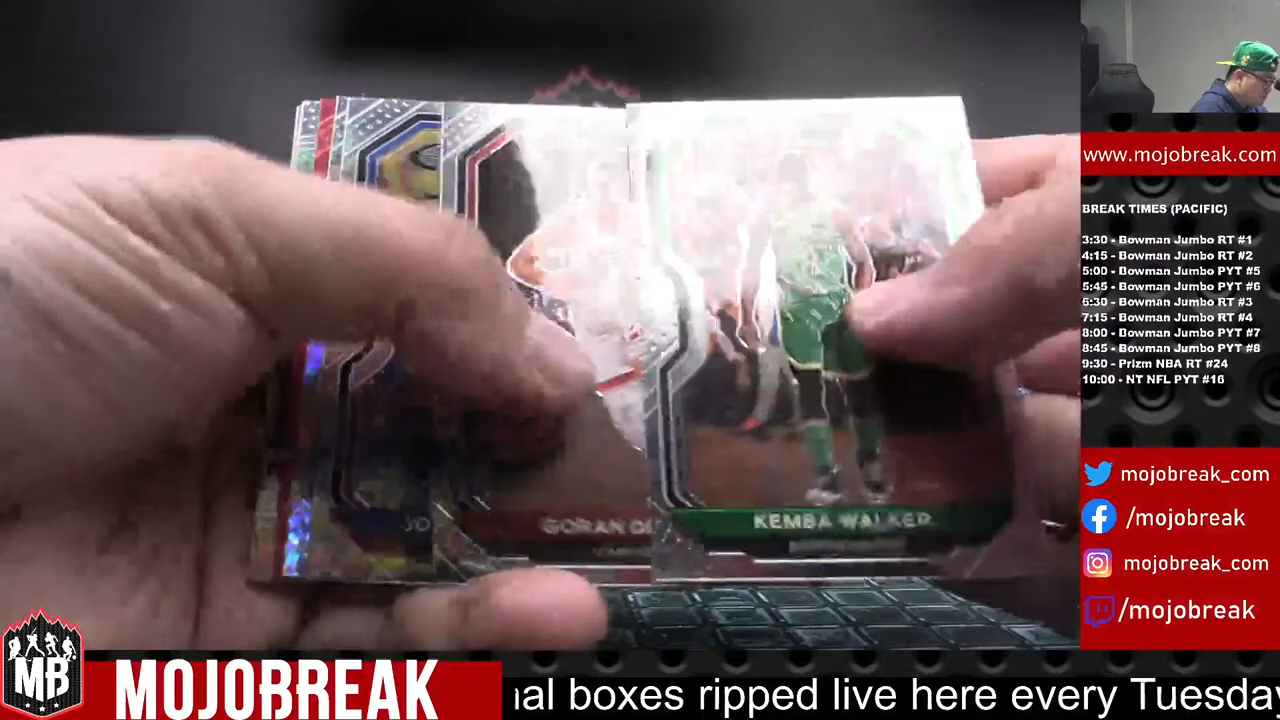 www.mojobreak.com
BREAK TIMES (PACIFIC)
3:30 - Bowman Jumbo RT #1
4:15 - Bowman Jumbo RT #2
5:00 - Bowman Jumbo PYT #5
5:45 - Bowman Jumbo PYT #6
6:30 - Bowman Jumbo RT #3
7:15 - Bowman Jumbo RT #4
8:00 - Bowman Jumbo PYT #7
8:45 - Bowman Jumbo PYT #8
9:30 - Prizm NBA RT #24
10:00 - NT NFL PYT #16
GORAN
KEMBA WALKER
mojobreak_com
/mojobreak
mojobreak_com
/mojobreak
MB
MOJOBREAK
boxes ripped live here every Tuesday